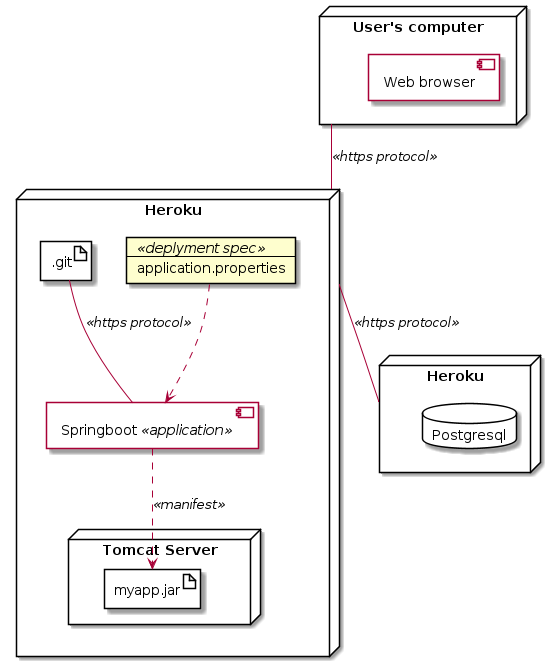 User's computer
Web browser
«https protocol»
Heroku
.git
«deplyment spec»
application.properties
«https protocol»
«https protocol»
Heroku
Postgresql
Springboot «application»
«manifest»
Tomcat Server
myapp.jar